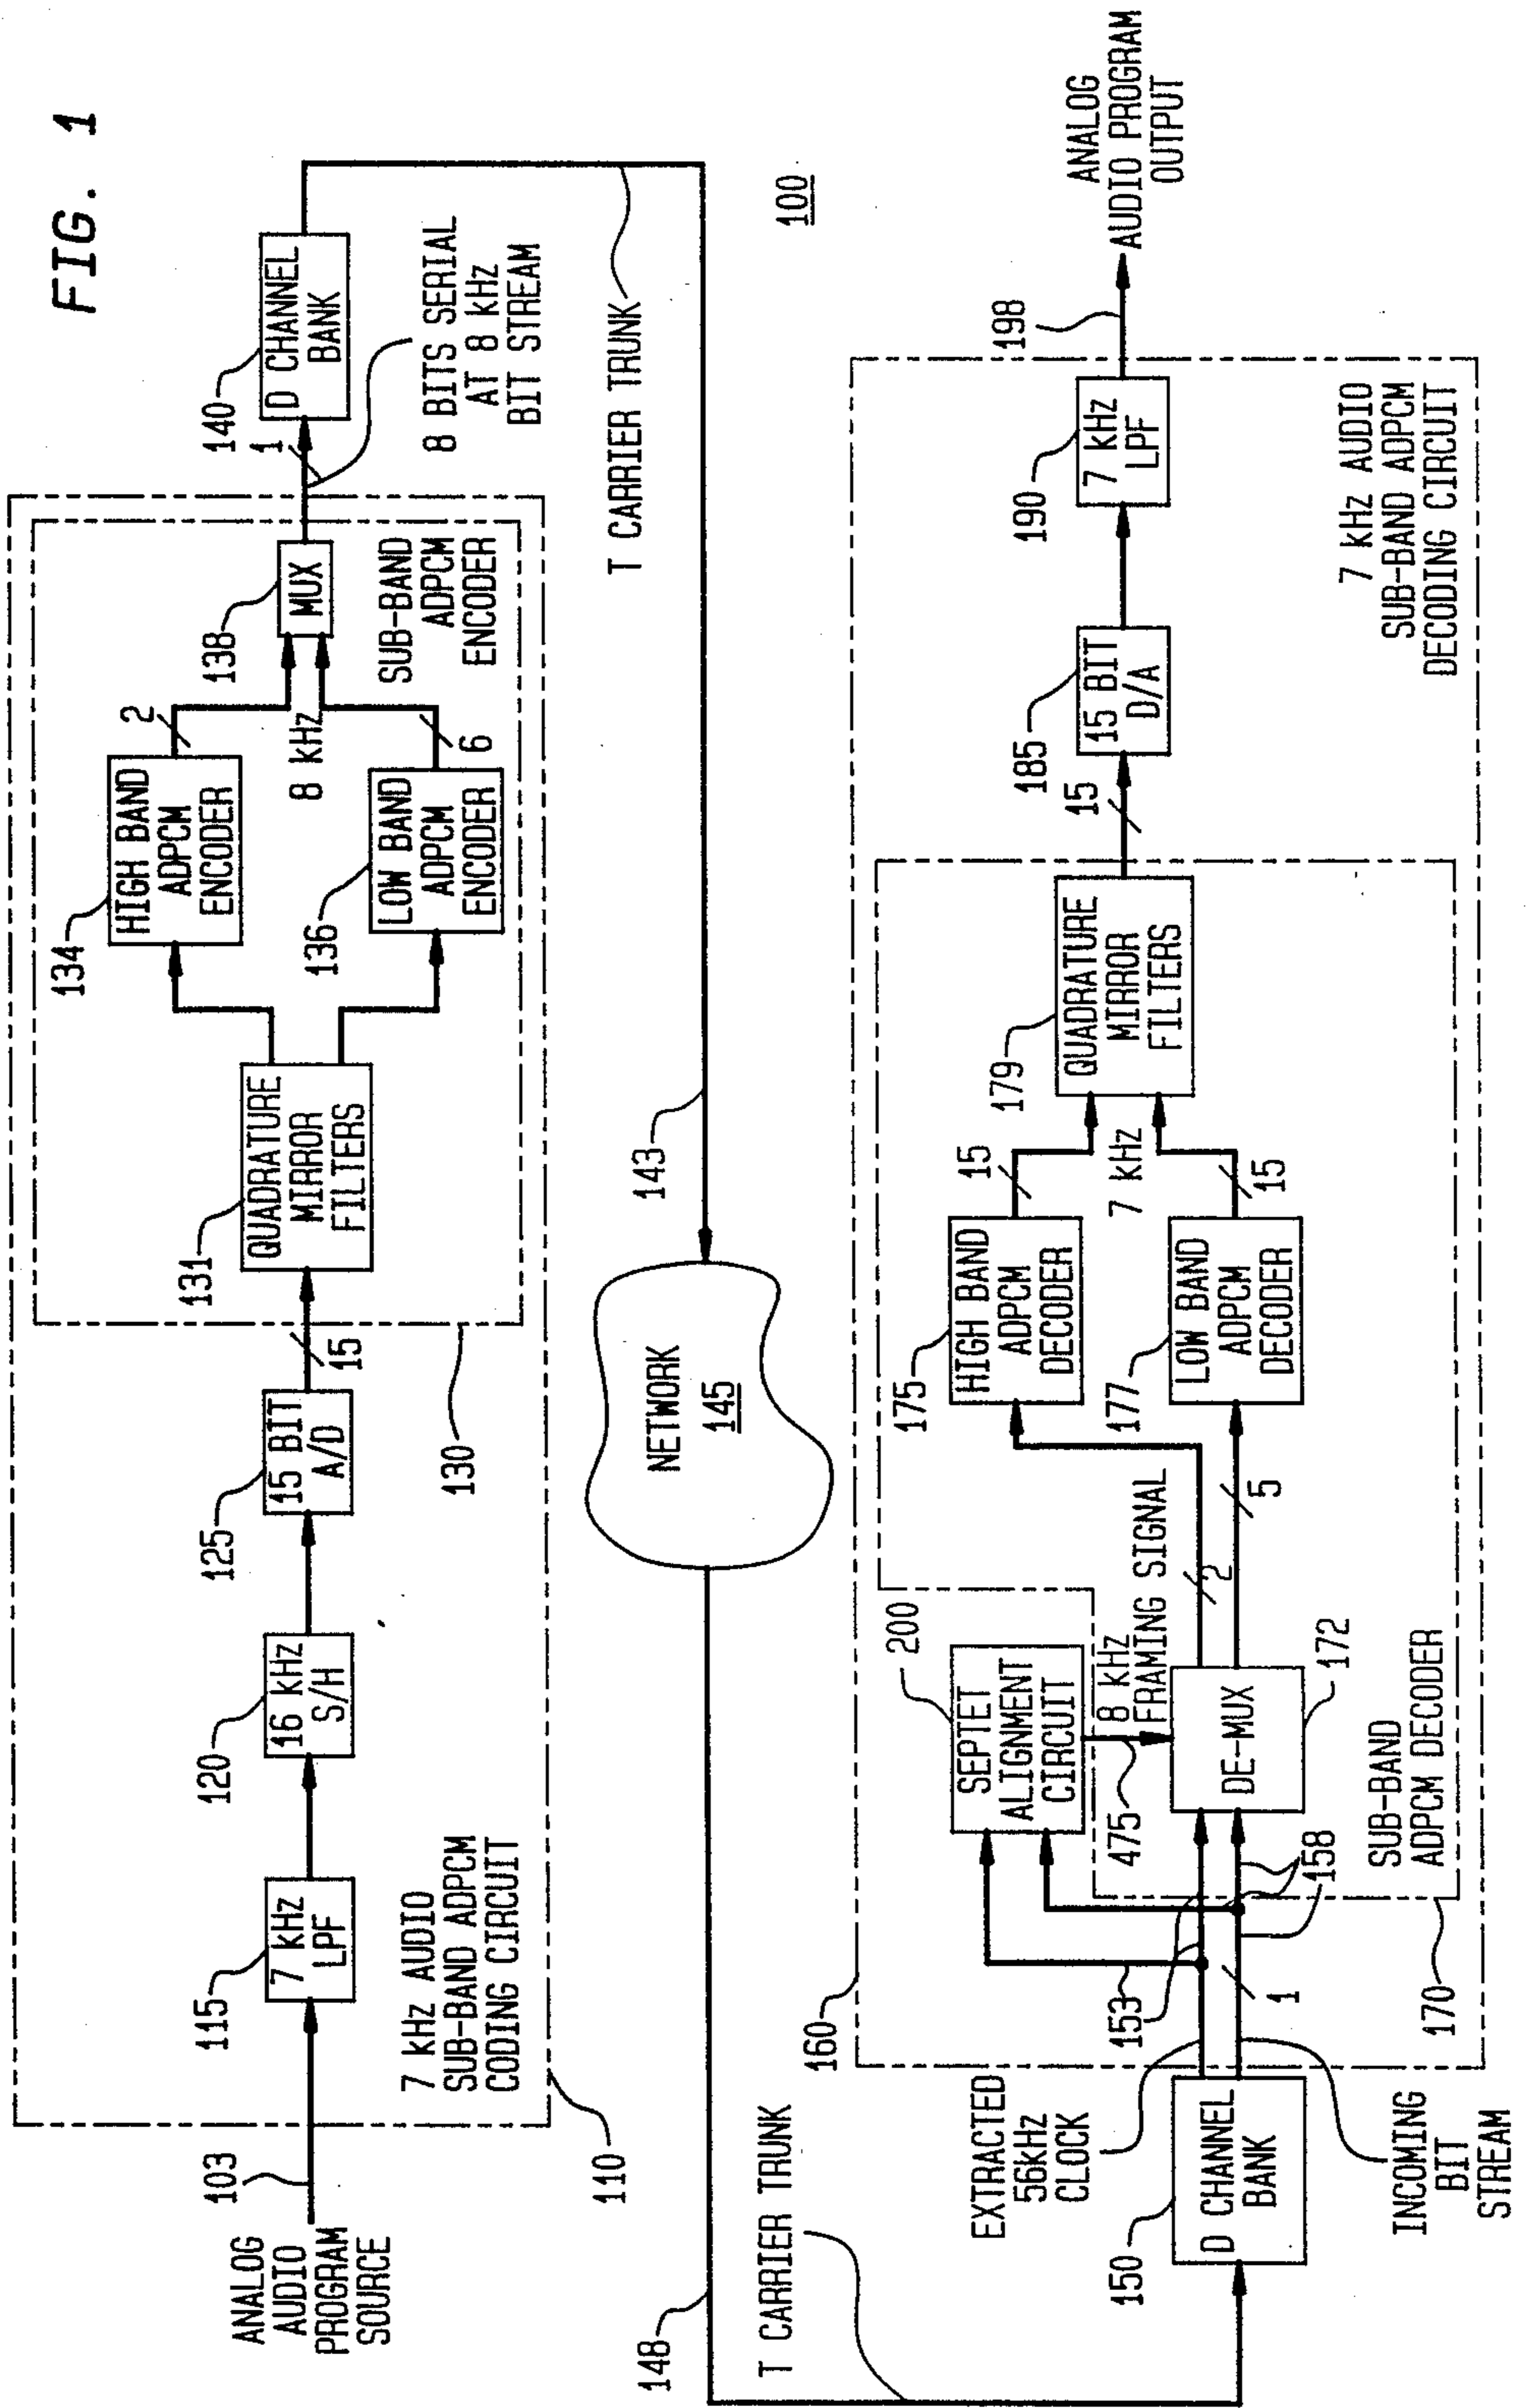 FIG. 1
ANALOG
AUDIO
PROGRAM
SOURCE
103
110
7 kHz AUDIO
SUB-BAND ADPCM
CODING CIRCUIT
115
7 kHz
LPF
120
16 kHz
S/H
125
15 BIT
A/D
15
130
131
QUADRATURE
MIRROR
FILTERS
134
HIGH BAND
ADPCM
ENCODER
2
136
LOW BAND
ADPCM
ENCODER
6
8 kHz
138
MUX
SUB-BAND
ADPCM
ENCODER
1
140
D CHANNEL
BANK
8 BITS SERIAL
AT 8 kHz
BIT STREAM
T CARRIER TRUNK
143
NETWORK
145
100
148
T CARRIER TRUNK
150
D CHANNEL
BANK
EXTRACTED
56kHz
CLOCK
INCOMING
BIT
STREAM
160
153
1
158
170
SEPTET
ALIGNMENT
CIRCUIT
200
475
8 kHz
FRAMING SIGNAL
DE-MUX
172
SUB-BAND
ADPCM DECODER
2
5
175
HIGH BAND
ADPCM
DECODER
15
177
LOW BAND
ADPCM
DECODER
15
7 kHz
179
QUADRATURE
MIRROR
FILTERS
15
185
15 BIT
D/A
190
7 kHz
LPF
7 kHz AUDIO
SUB-BAND ADPCM
DECODING CIRCUIT
198
ANALOG
AUDIO PROGRAM
OUTPUT